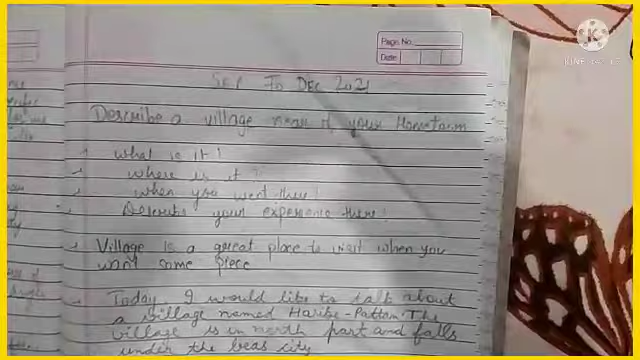 Page No.
Date
SEP TO DEC 2021
Describe a village near of your Hometown
what is it!
where is it?
when you went there!
Describe your experience there!
Village is a great place to visit when you
want some piece
Today I would like to talk about
a village named Harike-Pattan. The
village is in north part and falls
under the beas city